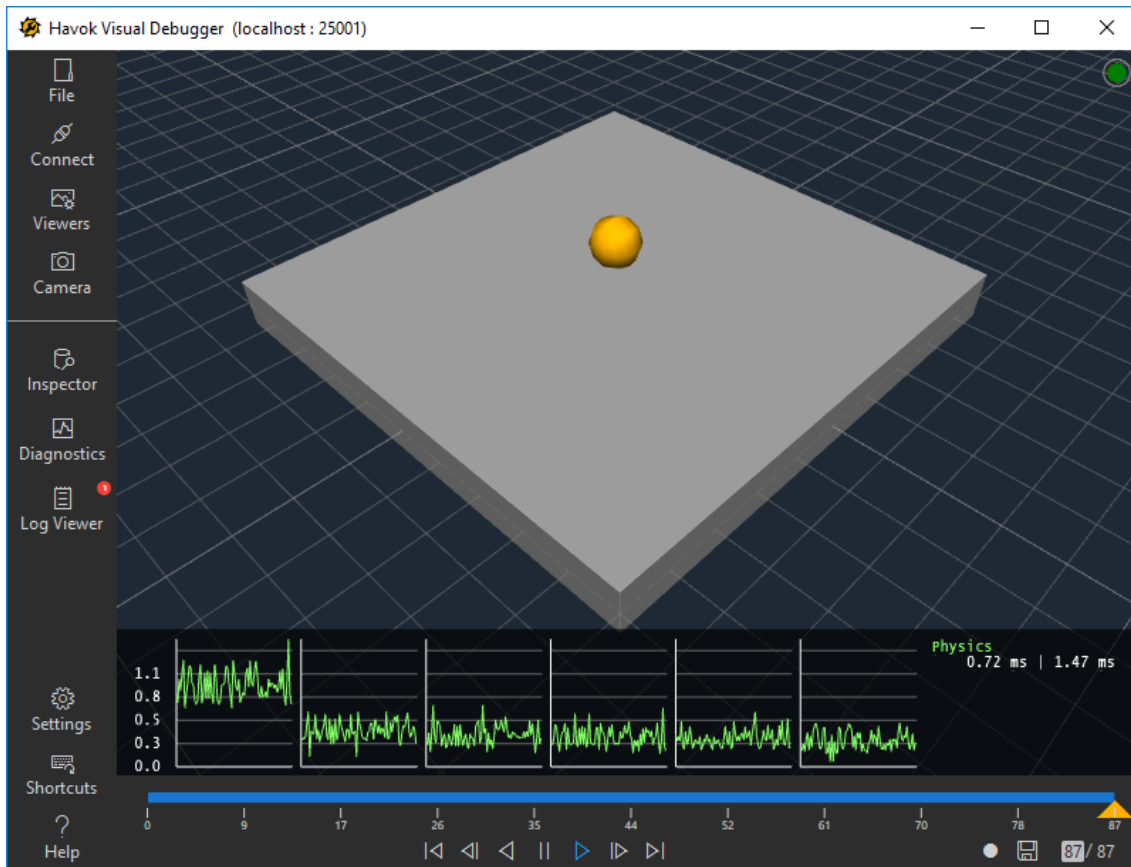 Havok Visual Debugger (localhost : 25001)
File
Connect
Viewers
Camera
Inspector
Diagnostics
1
Log Viewer
Settings
Shortcuts
?
Help
Physics
0.72 ms | 1.47 ms
1.1
0.8
0.5
0.3
0.0
0 9 17 26 35 44 52 61 70 78 87
87 / 87